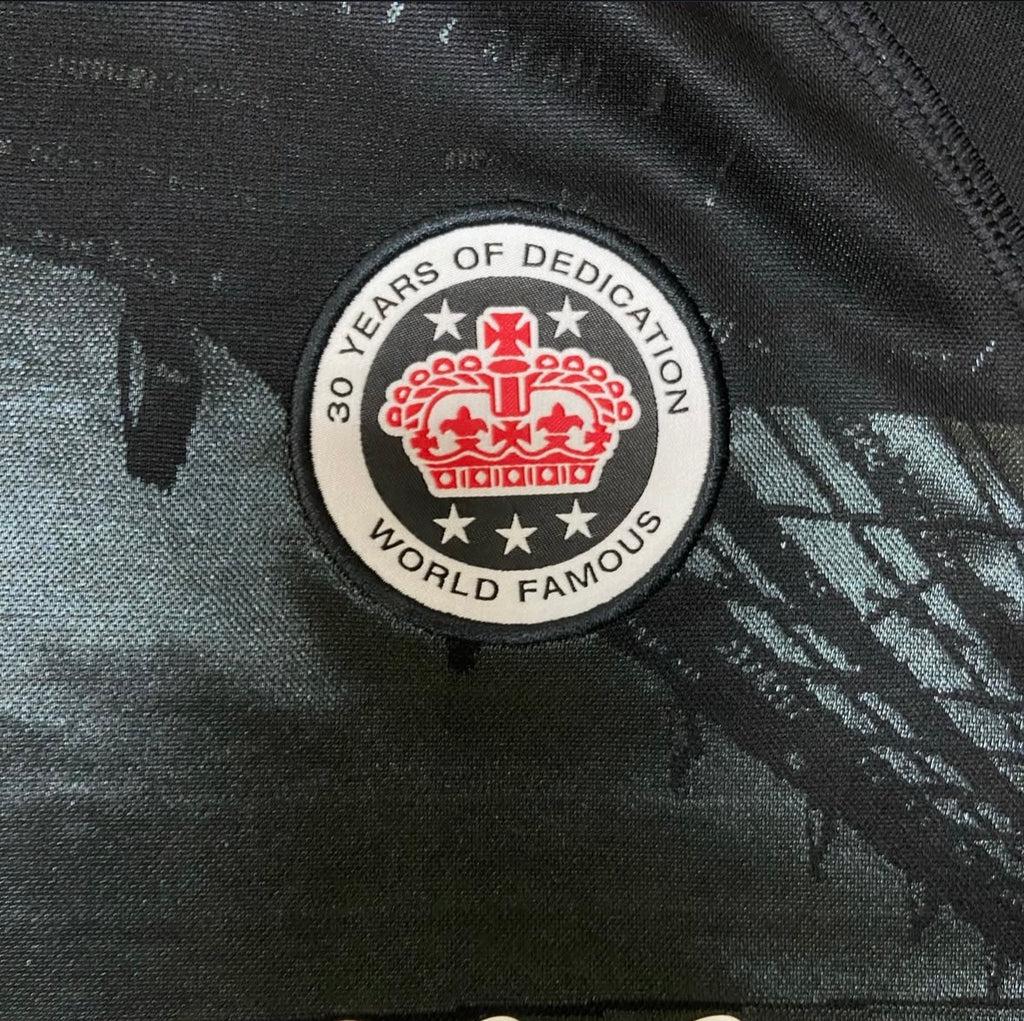 30 YEARS OF DEDICATION
WORLD FAMOUS